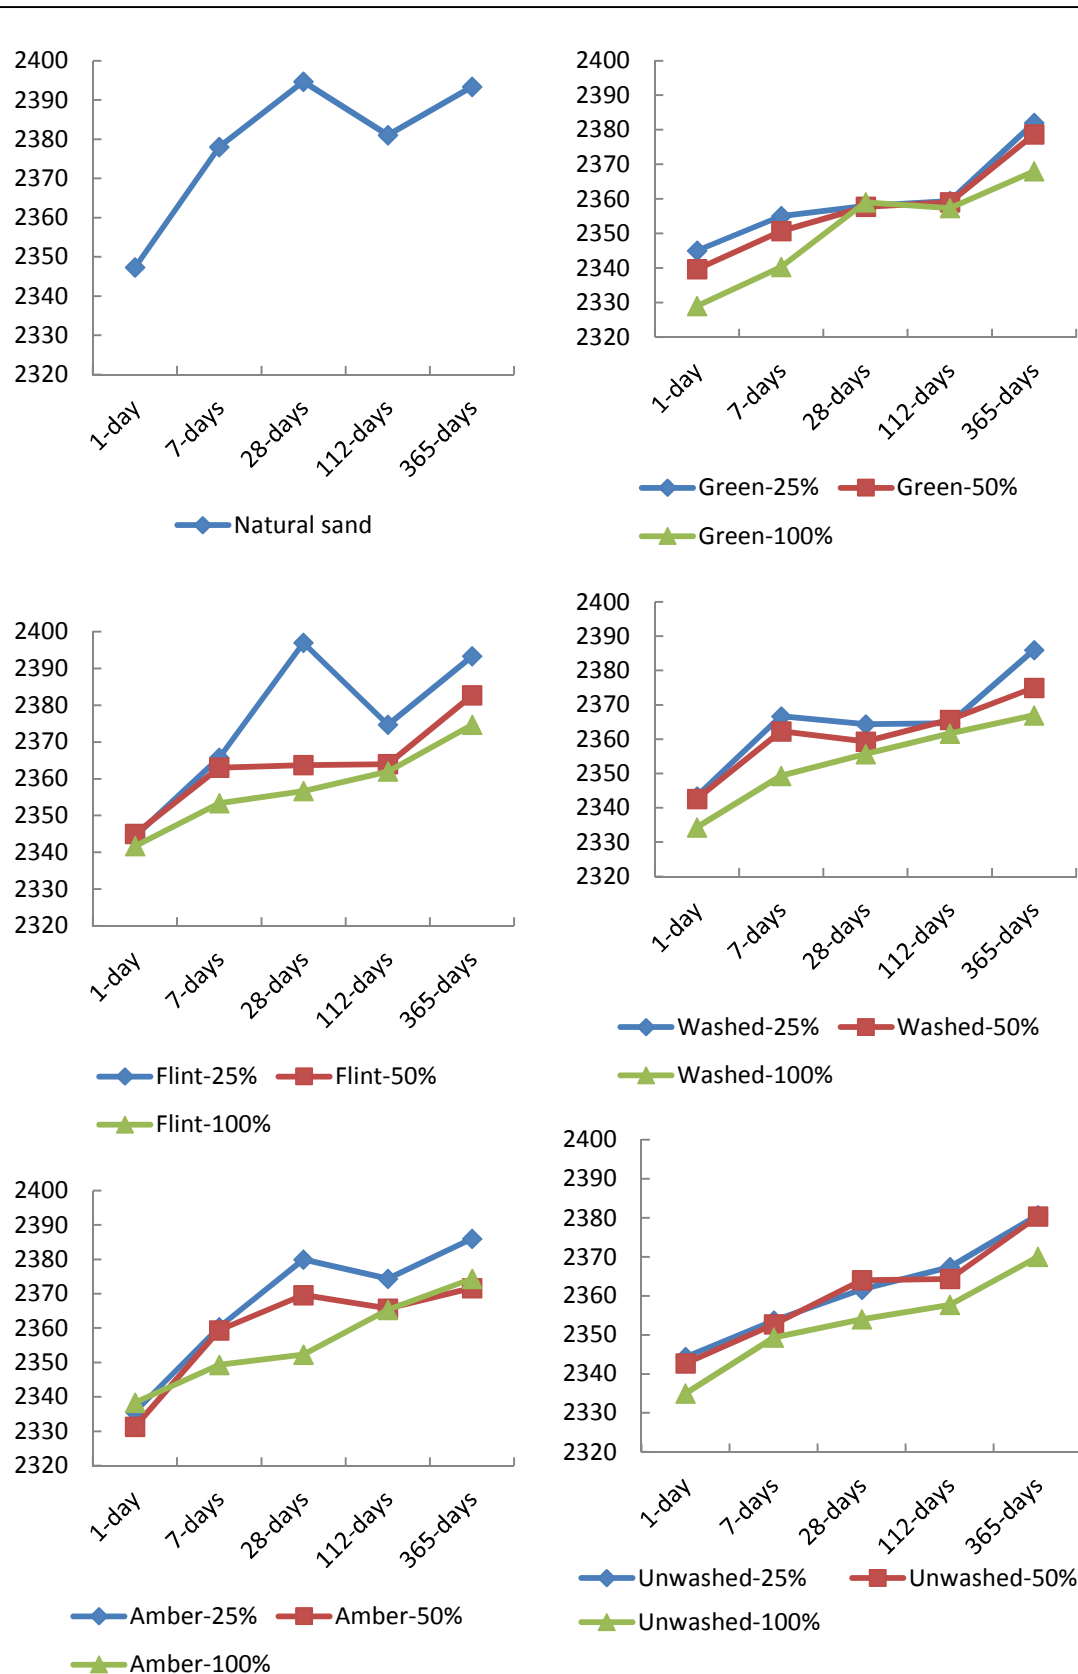 2400
2390
2380
2370
2360
2350
2340
2330
2320
1-day
7-days
28-days
112-days
365-days
Natural sand
2400
2390
2380
2370
2360
2350
2340
2330
2320
1-day
7-days
28-days
112-days
365-days
Green-25% Green-50%
Green-100%
2400
2390
2380
2370
2360
2350
2340
2330
2320
1-day
7-days
28-days
112-days
365-days
Flint-25% Flint-50%
Flint-100%
2400
2390
2380
2370
2360
2350
2340
2330
2320
1-day
7-days
28-days
112-days
365-days
Washed-25% Washed-50%
Washed-100%
2400
2390
2380
2370
2360
2350
2340
2330
2320
1-day
7-days
28-days
112-days
365-days
Amber-25% Amber-50%
Amber-100%
2400
2390
2380
2370
2360
2350
2340
2330
2320
1-day
7-days
28-days
112-days
365-days
Unwashed-25% Unwashed-50%
Unwashed-100%